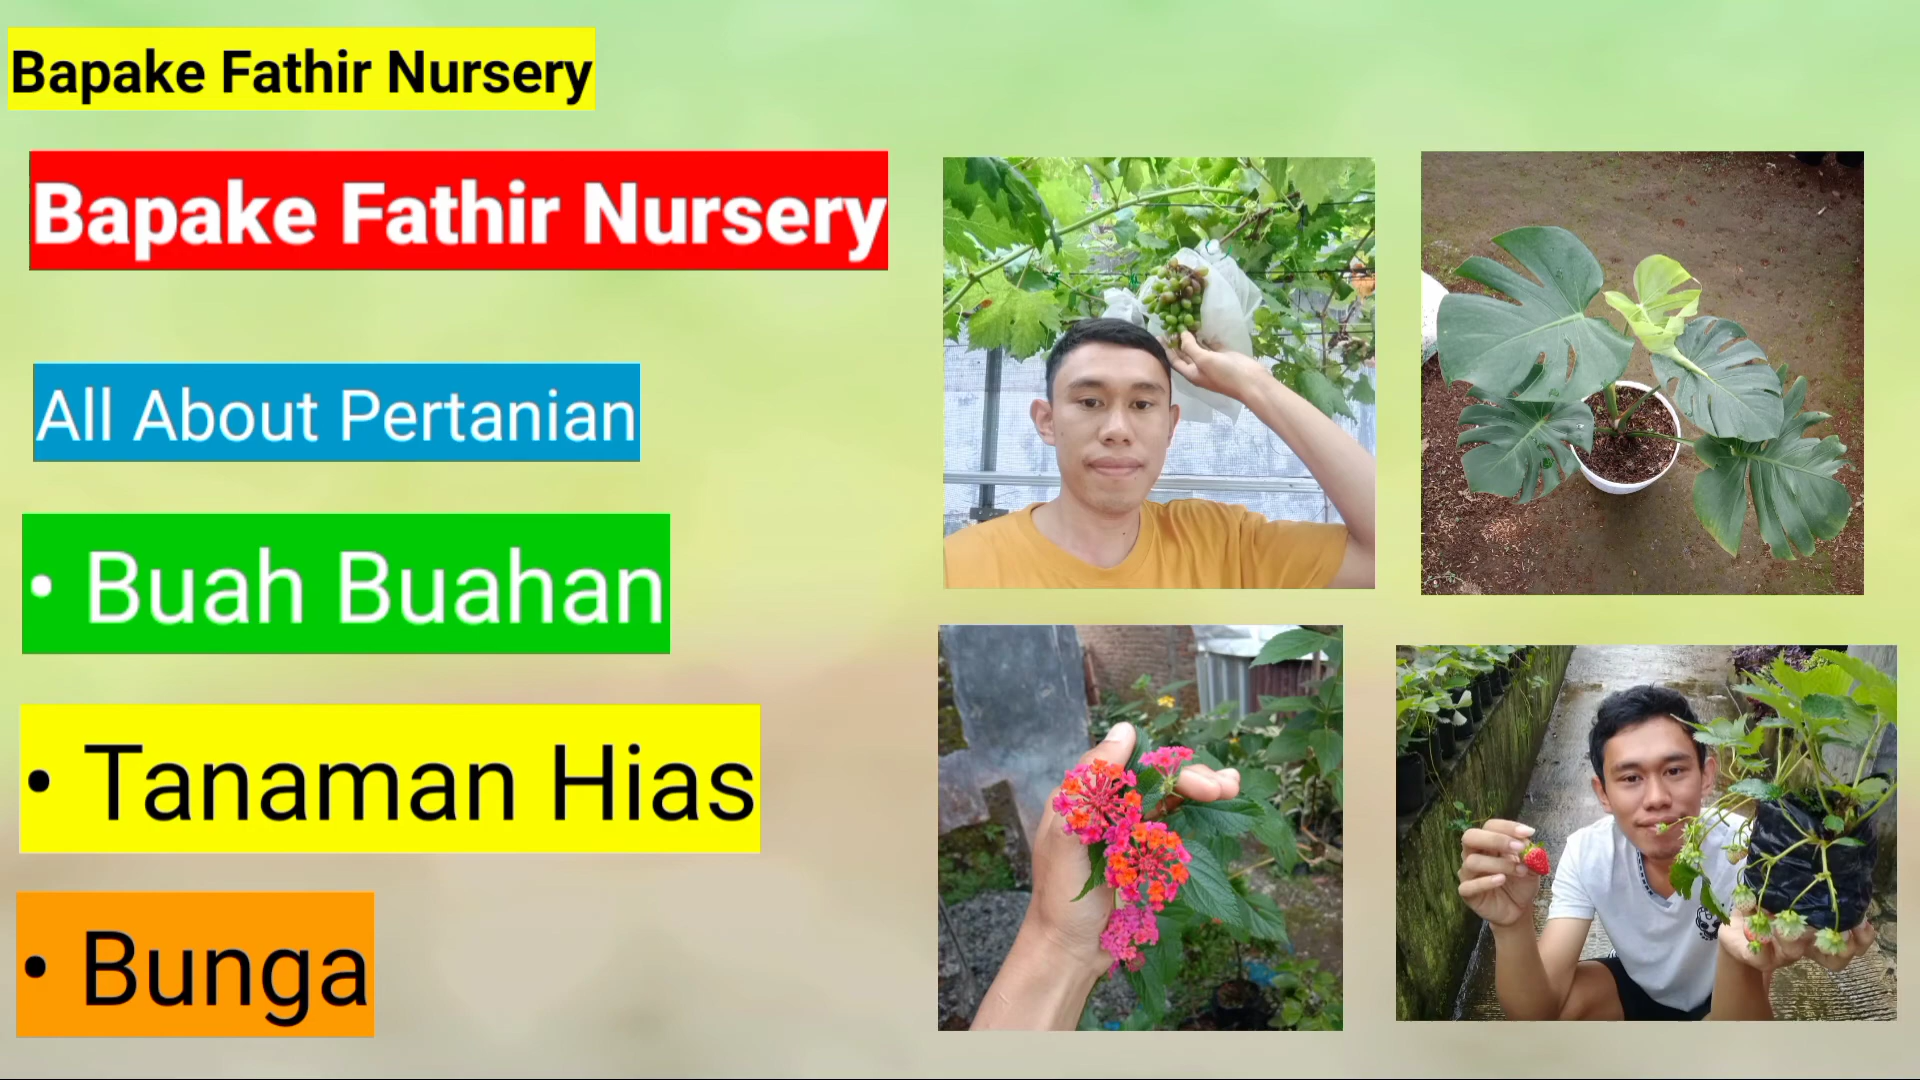 Bapake Fathir Nursery
Bapake Fathir Nursery
All About Pertanian
• Buah Buahan
• Tanaman Hias
• Bunga